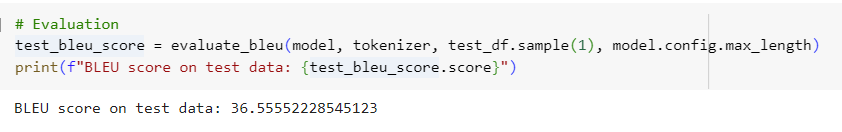 # Evaluation
test_bleu_score = evaluate_bleu(model, tokenizer, test_df.sample(1), model.config.max_length)
print(f"BLEU score on test data: {test_bleu_score.score}")
BLEU score on test data: 36.55552228545123